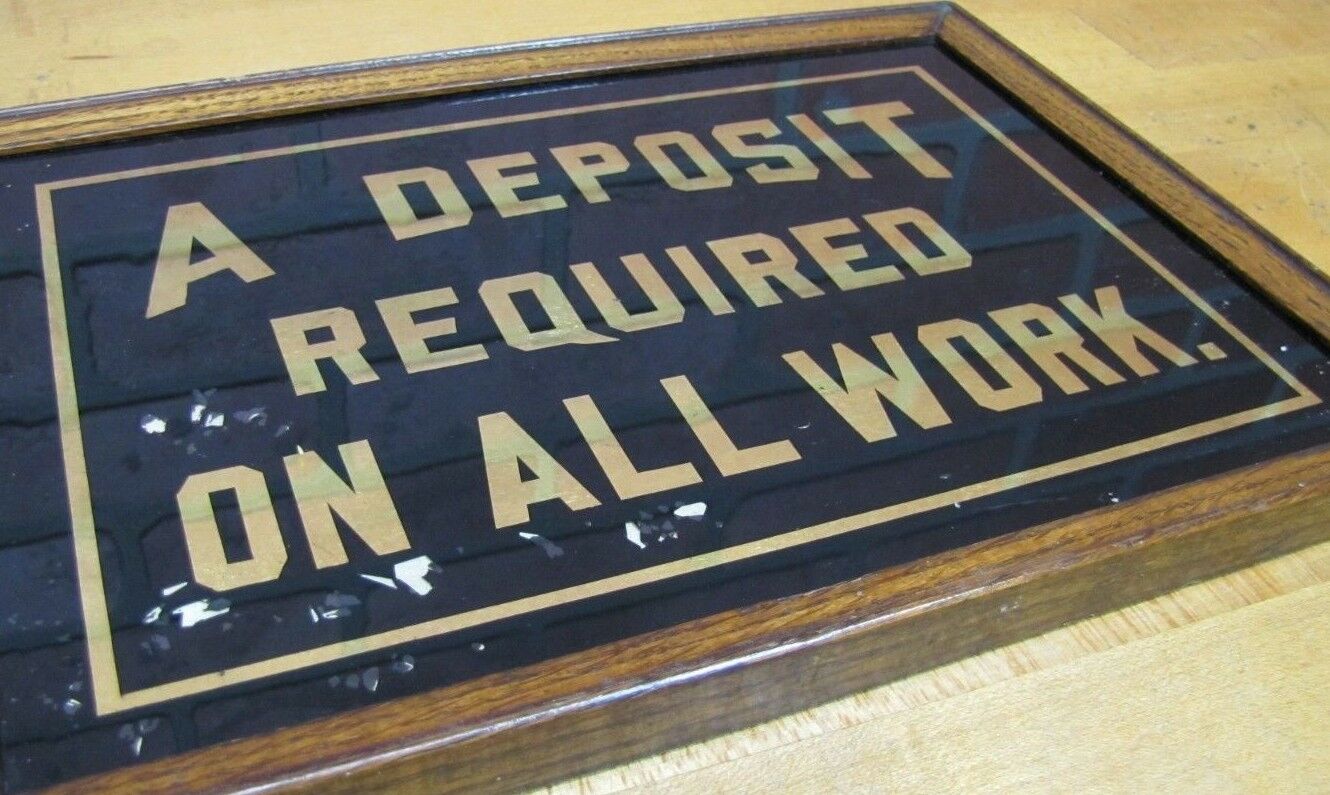 A DEPOSIT
REQUIRED
ON ALL WORK.